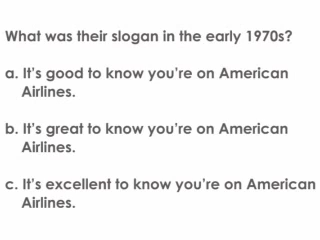 What was their slogan in the early 1970s?
a. It's good to know you're on American
Airlines.
b. It's great to know you're on American
Airlines.
c. It's excellent to know you're on American
Airlines.